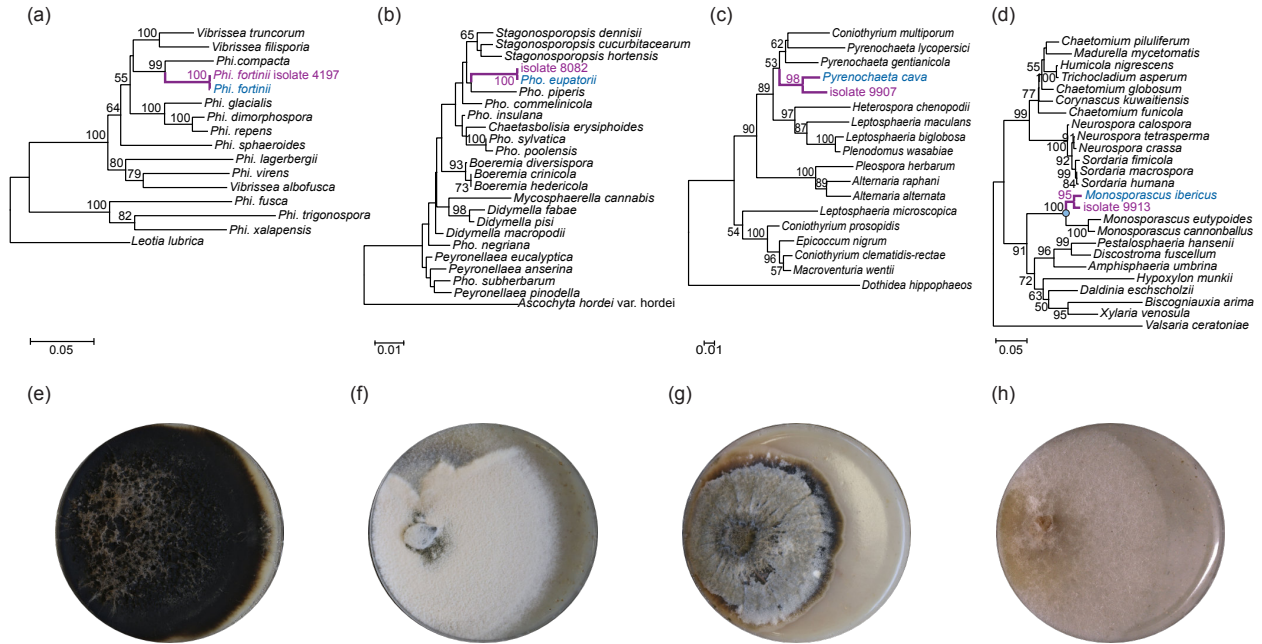 (a)
100
Vibrissea truncorum
Vibrissea filisporia
Phi.compacta
99
55
100
Phi. fortinii isolate 4197
Phi. fortinii
64
Phi. glacialis
100
Phi. dimorphospora
100
Phi. repens
100
Phi. sphaeroides
Phi. lagerbergii
80
Phi. virens
79
Vibrissea albofusca
Phi. fusca
100
Phi. trigonospora
82
Phi. xalapensis
Leotia lubrica
0.05
(b)
Stagonosporopsis dennisii
65
Stagonosporopsis cucurbitacearum
Stagonosporopsis hortensis
isolate 8082
100
Pho. eupatorii
Pho. piperis
Pho. commelinicola
Pho. insulana
Chaetasbolisia erysiphoides
100
Pho. sylvatica
Pho. poolensis
93
Boeremia diversispora
Boeremia crinicola
73
Boeremia hedericola
Mycosphaerella cannabis
98
Didymella fabae
Didymella pisi
Didymella macropodii
Pho. negriana
Peyronellaea eucalyptica
Peyronellaea anserina
Pho. subherbarum
Peyronellaea pinodella
Ascochyta hordei var. hordei
0.01
(c)
Coniothyrium multiporum
62
Pyrenochaeta lycopersici
53
Pyrenochaeta gentianicola
98
Pyrenochaeta cava
89
isolate 9907
Heterospora chenopodii
97
Leptosphaeria maculans
87
90
100
Leptosphaeria biglobosa
Plenodomus wasabiae
Pleospora herbarum
100
Alternaria raphani
89
Alternaria alternata
Leptosphaeria microscopica
54
Coniothyrium prosopidis
100
Epicoccum nigrum
96
Coniothyrium clematidis-rectae
57
Macroventuria wentii
Dothidea hippophaeos
0.01
(d)
Chaetomium piluliferum
Madurella mycetomatis
55
Humicola nigrescens
100
Trichocladium asperum
Chaetomium globosum
77
Corynascus kuwaitiensis
99
Chaetomium funicola
Neurospora calospora
91
Neurospora tetrasperma
100
Neurospora crassa
92
Sordaria fimicola
99
Sordaria macrospora
84
Sordaria humana
95
Monosporascus ibericus
100
isolate 9913
Monosporascus eutypoides
100
Monosporascus cannonballus
91
99
Pestalosphaeria hansenii
96
Discostroma fuscellum
Amphisphaeria umbrina
72
Hypoxylon munkii
63
Daldinia eschscholzii
50
Biscogniauxia arima
95
Xylaria venosula
Valsaria ceratoniae
0.05
(e)
(f)
(g)
(h)